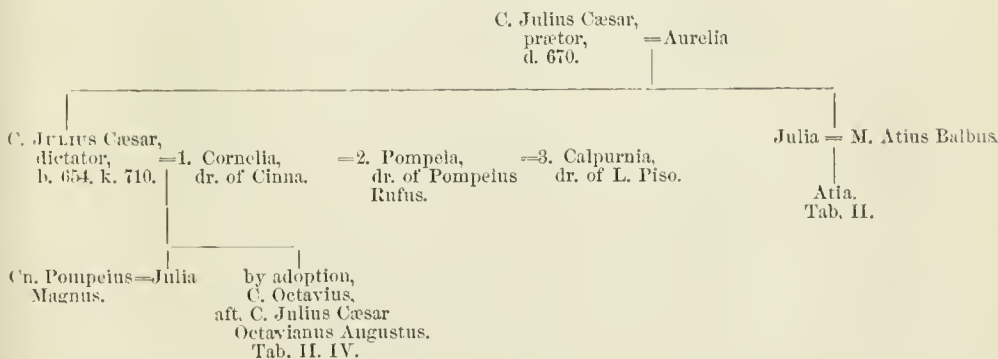 C. Julius Cæsar,
prætor, =Aurelia
d. 670.
C. JULIUS Cæsar,
dictator, =1. Cornelia, =2. Pompeia, =3. Calpurnia,
b. 654. k. 710. dr. of Cinna. dr. of Pompeius dr. of L. Piso.
Rufus.
Julia = M. Atius Balbus.
Atia.
Tab. II.
Cn. Pompeius=Julia
Magnus.
by adoption,
C. Octavius,
aft. C. Julius Cæsar
Octavianus Augustus.
Tab. II. IV.